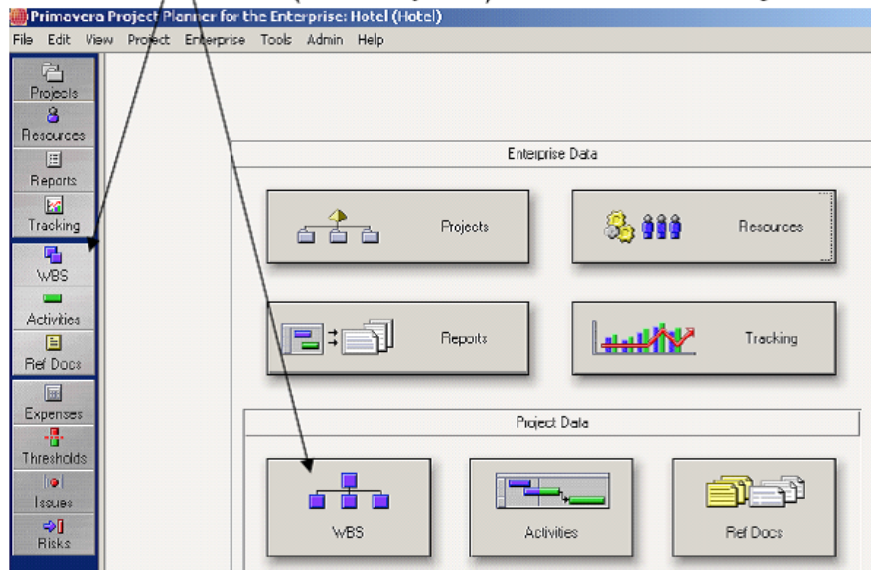 Primavera Project Planner for the Enterprise: Hotel (Hotel)
File Edit View Project Enterprise Tools Admin Help
Projects
Resources
Reports
Tracking
WBS
Activities
Ref Docs
Expenses
Thresholds
Issues
Risks
Enterprise Data
Projects
Resources
Reports
Tracking
Project Data
WBS
Activities
Ref Docs